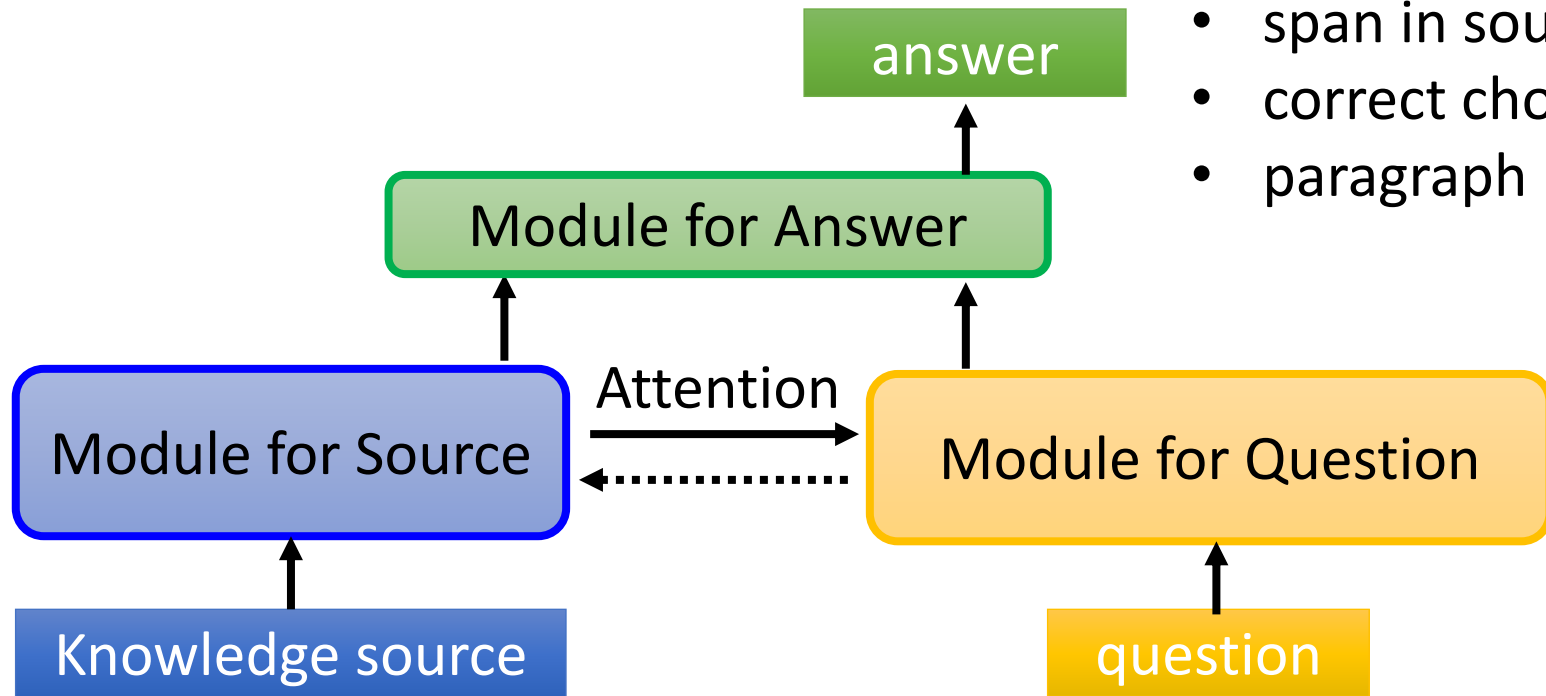 answer
• span in sou
• correct cho
• paragraph
Module for Answer
Attention
Module for Source
Module for Question
Knowledge source
question